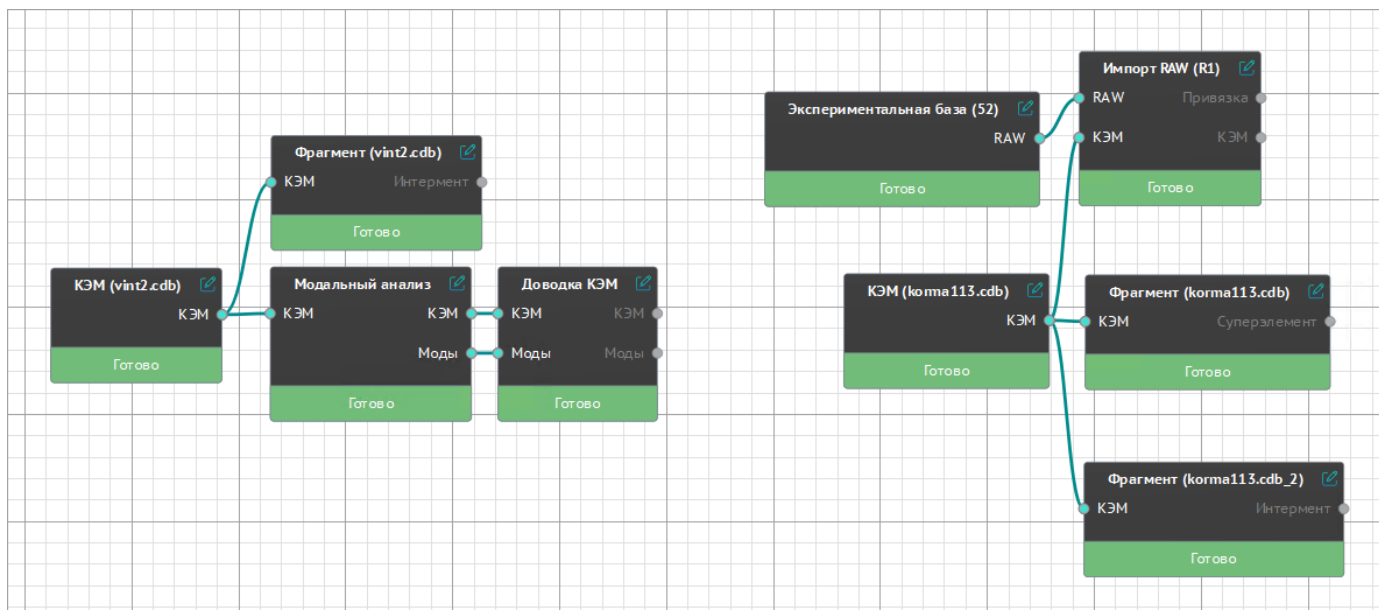 Фрагмент (vint2.cdb)
КЭМ Интермент
Готово
КЭМ (vint2.cdb)
КЭМ
Готово
Модальный анализ
КЭМ КЭМ
Моды
Готово
Доводка КЭМ
КЭМ КЭМ
Моды Моды
Готово
Экспериментальная база (52)
RAW
Готово
Импорт RAW (R1)
RAW Привязка
КЭМ КЭМ
Готово
КЭМ (korma113.cdb)
КЭМ
Готово
Фрагмент (korma113.cdb)
КЭМ Суперэлемент
Готово
Фрагмент (korma113.cdb_2)
КЭМ Интермент
Готово